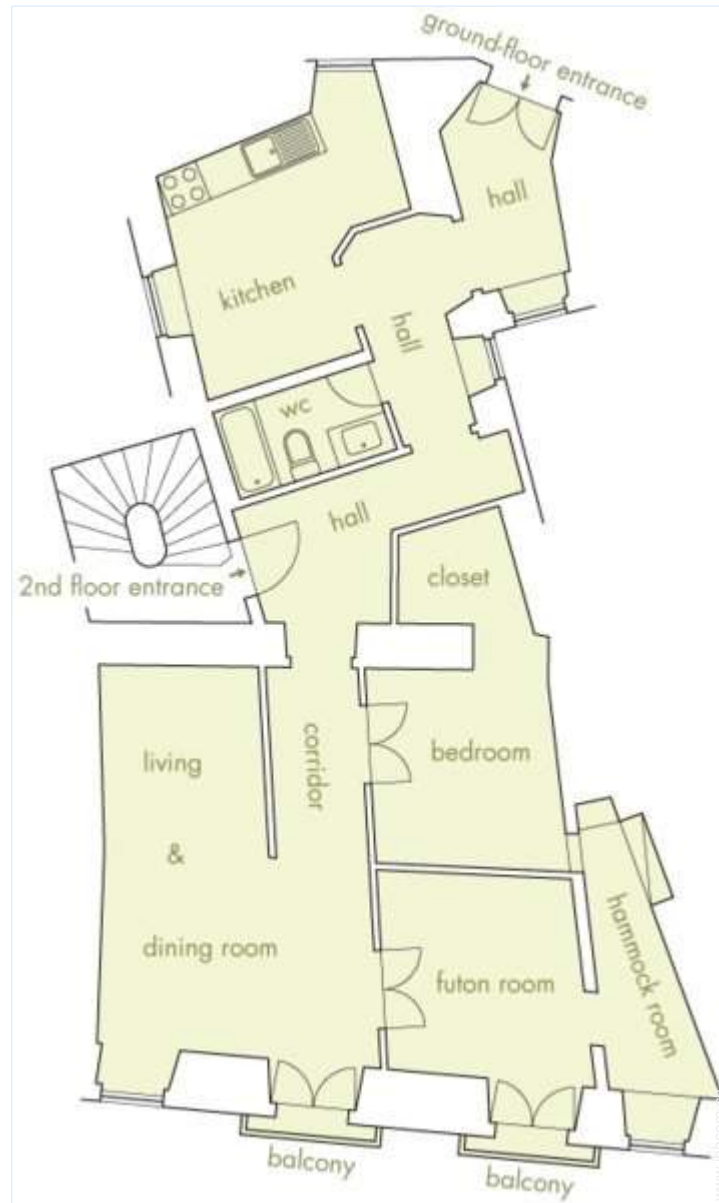 ground-floor entrance
hall
kitchen
hall
wc
hall
2nd floor entrance
closet
living
&
dining room
corridor
bedroom
futon room
hammock room
balcony
balcony